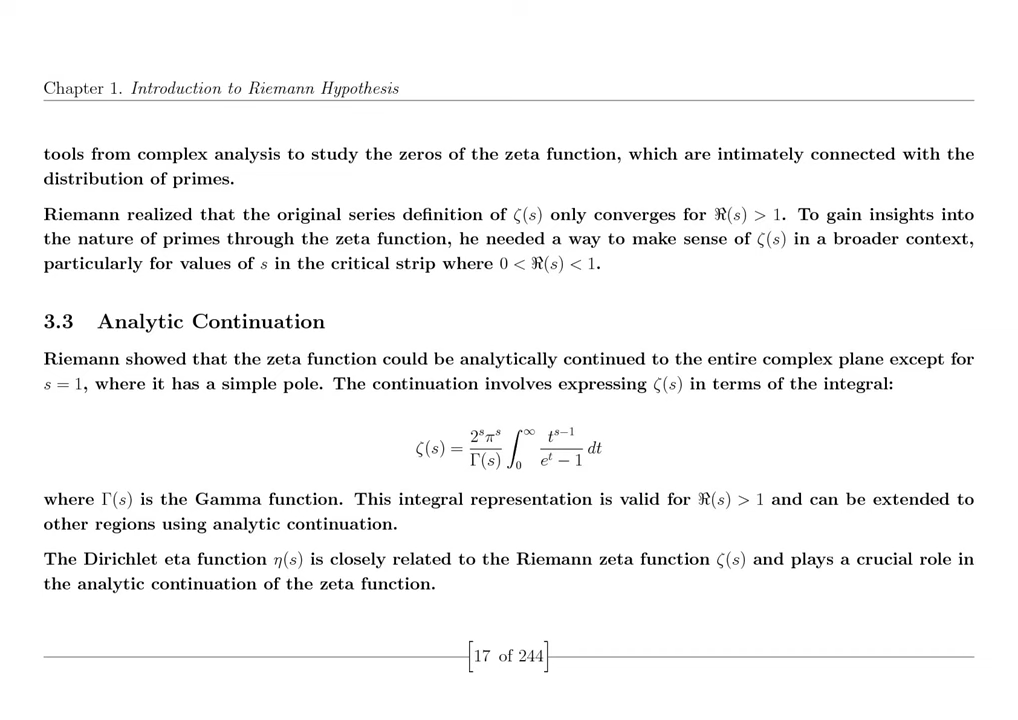 Chapter 1. Introduction to Riemann Hypothesis
tools from complex analysis to study the zeros of the zeta function, which are intimately connected with the
distribution of primes.
Riemann realized that the original series definition of ζ(s) only converges for ℜ(s) > 1. To gain insights into
the nature of primes through the zeta function, he needed a way to make sense of ζ(s) in a broader context,
particularly for values of s in the critical strip where 0 < ℜ(s) < 1.
3.3 Analytic Continuation
Riemann showed that the zeta function could be analytically continued to the entire complex plane except for
s = 1, where it has a simple pole. The continuation involves expressing ζ(s) in terms of the integral:
ζ(s) = \frac{2^s π^s}{Γ(s)} \int_0^∞ \frac{t^{s−1}}{e^t − 1} dt
where Γ(s) is the Gamma function. This integral representation is valid for ℜ(s) > 1 and can be extended to
other regions using analytic continuation.
The Dirichlet eta function η(s) is closely related to the Riemann zeta function ζ(s) and plays a crucial role in
the analytic continuation of the zeta function.
[17 of 244]